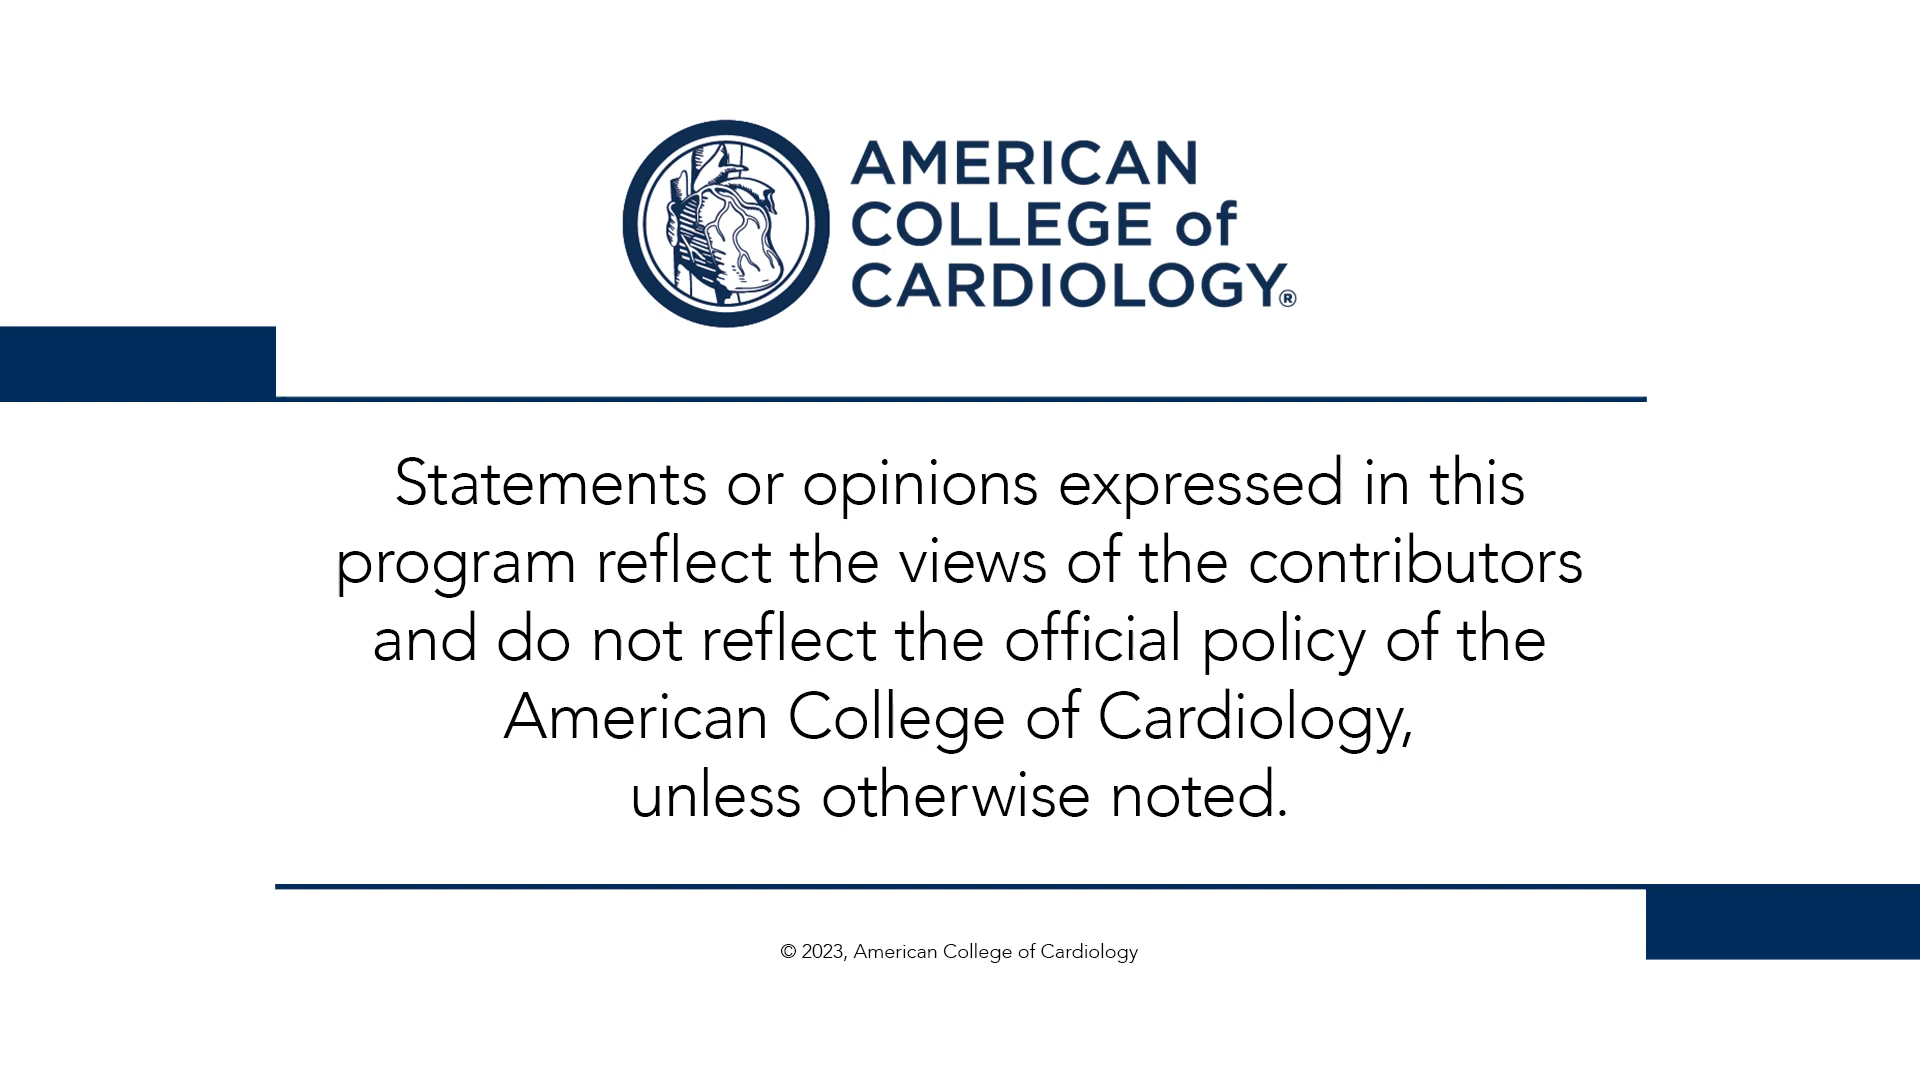 AMERICAN
COLLEGE of
CARDIOLOGY®
Statements or opinions expressed in this
program reflect the views of the contributors
and do not reflect the official policy of the
American College of Cardiology,
unless otherwise noted.
© 2023, American College of Cardiology